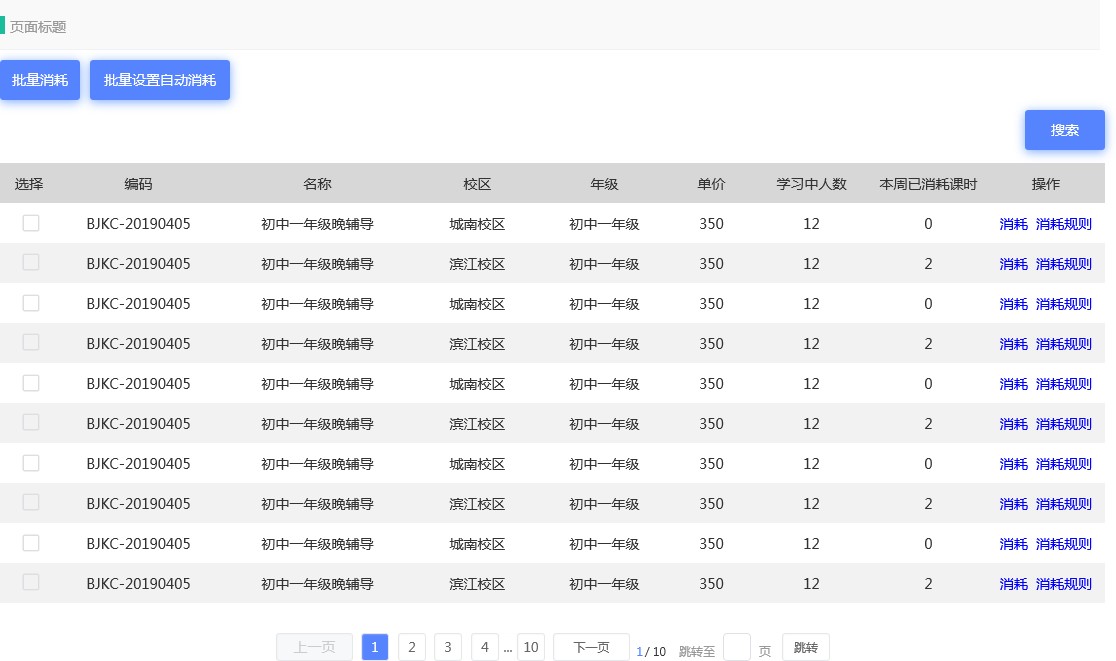 页面标题
批量消耗 批量设置自动消耗
搜索
选择 编码 名称 校区 年级 单价 学习中人数 本周已消耗课时 操作
BJKC-20190405 初中一年级晚辅导 城南校区 初中一年级 350 12 0 消耗 消耗规则
BJKC-20190405 初中一年级晚辅导 滨江校区 初中一年级 350 12 2 消耗 消耗规则
BJKC-20190405 初中一年级晚辅导 城南校区 初中一年级 350 12 0 消耗 消耗规则
BJKC-20190405 初中一年级晚辅导 滨江校区 初中一年级 350 12 2 消耗 消耗规则
BJKC-20190405 初中一年级晚辅导 城南校区 初中一年级 350 12 0 消耗 消耗规则
BJKC-20190405 初中一年级晚辅导 滨江校区 初中一年级 350 12 2 消耗 消耗规则
BJKC-20190405 初中一年级晚辅导 城南校区 初中一年级 350 12 0 消耗 消耗规则
BJKC-20190405 初中一年级晚辅导 滨江校区 初中一年级 350 12 2 消耗 消耗规则
BJKC-20190405 初中一年级晚辅导 城南校区 初中一年级 350 12 0 消耗 消耗规则
BJKC-20190405 初中一年级晚辅导 滨江校区 初中一年级 350 12 2 消耗 消耗规则
上一页 1 2 3 4 ... 10 下一页 1/ 10 跳转至 页 跳转